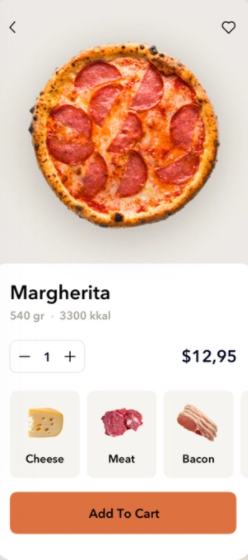 Margherita
540 gr · 3300 kkal
1
$12,95
Cheese Meat Bacon
Add To Cart